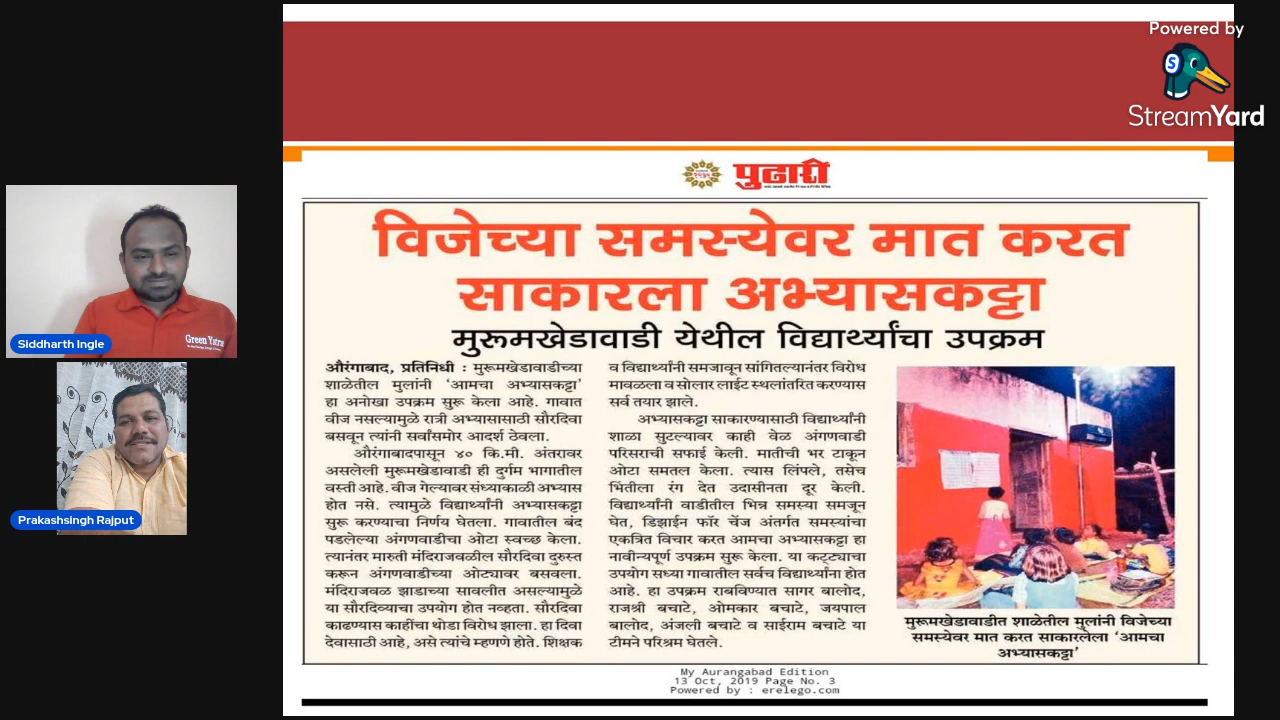 Powered by
StreamYard
पुढारी
विजेच्या समस्येवर मात करत
साकारला अभ्यासकट्टा
मुरूमखेडावाडी येथील विद्यार्थ्यांचा उपक्रम
औरंगाबाद, प्रतिनिधी : मुरूमखेडावाडीच्या
शाळेतील मुलांनी ‘आमचा अभ्यासकट्टा’
हा अनोखा उपक्रम सुरू केला आहे. गावात
वीज नसल्यामुळे रात्री अभ्यासासाठी सौरदिवा
बसवून त्यांनी सर्वांसमोर आदर्श ठेवला.
औरंगाबादपासून ४० कि.मी. अंतरावर
असलेली मुरूमखेडावाडी ही दुर्गम भागातील
वस्ती आहे. वीज गेल्यावर संध्याकाळी अभ्यास
होत नसे. त्यामुळे विद्यार्थ्यांनी अभ्यासकट्टा
सुरू करण्याचा निर्णय घेतला. गावातील बंद
पडलेल्या अंगणवाडीचा ओटा स्वच्छ केला.
त्यानंतर मारुती मंदिराजवळील सौरदिवा दुरुस्त
करून अंगणवाडीच्या ओट्यावर बसवला.
मंदिराजवळ झाडाच्या सावलीत असल्यामुळे
या सौरदिव्याचा उपयोग होत नव्हता. सौरदिवा
काढण्यास काहींचा थोडा विरोध झाला. हा दिवा
देवासाठी आहे, असे त्यांचे म्हणणे होते. शिक्षक
व विद्यार्थ्यांनी समजावून सांगितल्यानंतर विरोध
मावळला व सोलार लाईट स्थलांतरित करण्यास
सर्व तयार झाले.
अभ्यासकट्टा साकारण्यासाठी विद्यार्थ्यांनी
शाळा सुटल्यावर काही वेळ अंगणवाडी
परिसराची सफाई केली. मातीची भर टाकून
ओटा समतल केला. त्यास लिंपले, तसेच
भिंतीला रंग देत उदासीनता दूर केली.
विद्यार्थ्यांनी वाडीतील भिन्न समस्या समजून
घेत, डिझाईन फॉर चेंज अंतर्गत समस्यांचा
एकत्रित विचार करत आमचा अभ्यासकट्टा हा
नावीन्यपूर्ण उपक्रम सुरू केला. या कट्ट्याचा
उपयोग सध्या गावातील सर्वच विद्यार्थ्यांना होत
आहे. हा उपक्रम राबविण्यात सागर बालोद,
राजश्री बचाटे, ओमकार बचाटे, जयपाल
बालोद, अंजली बचाटे व साईराम बचाटे या
टीमने परिश्रम घेतले.
मुरूमखेडावाडीत शाळेतील मुलांनी विजेच्या
समस्येवर मात करत साकारलेला ‘आमचा
अभ्यासकट्टा’
My Aurangabad Edition
13 Oct, 2019 Page No. 3
Powered by : erelego.com
Green Yatra
Siddharth Ingle
Prakashsingh Rajput